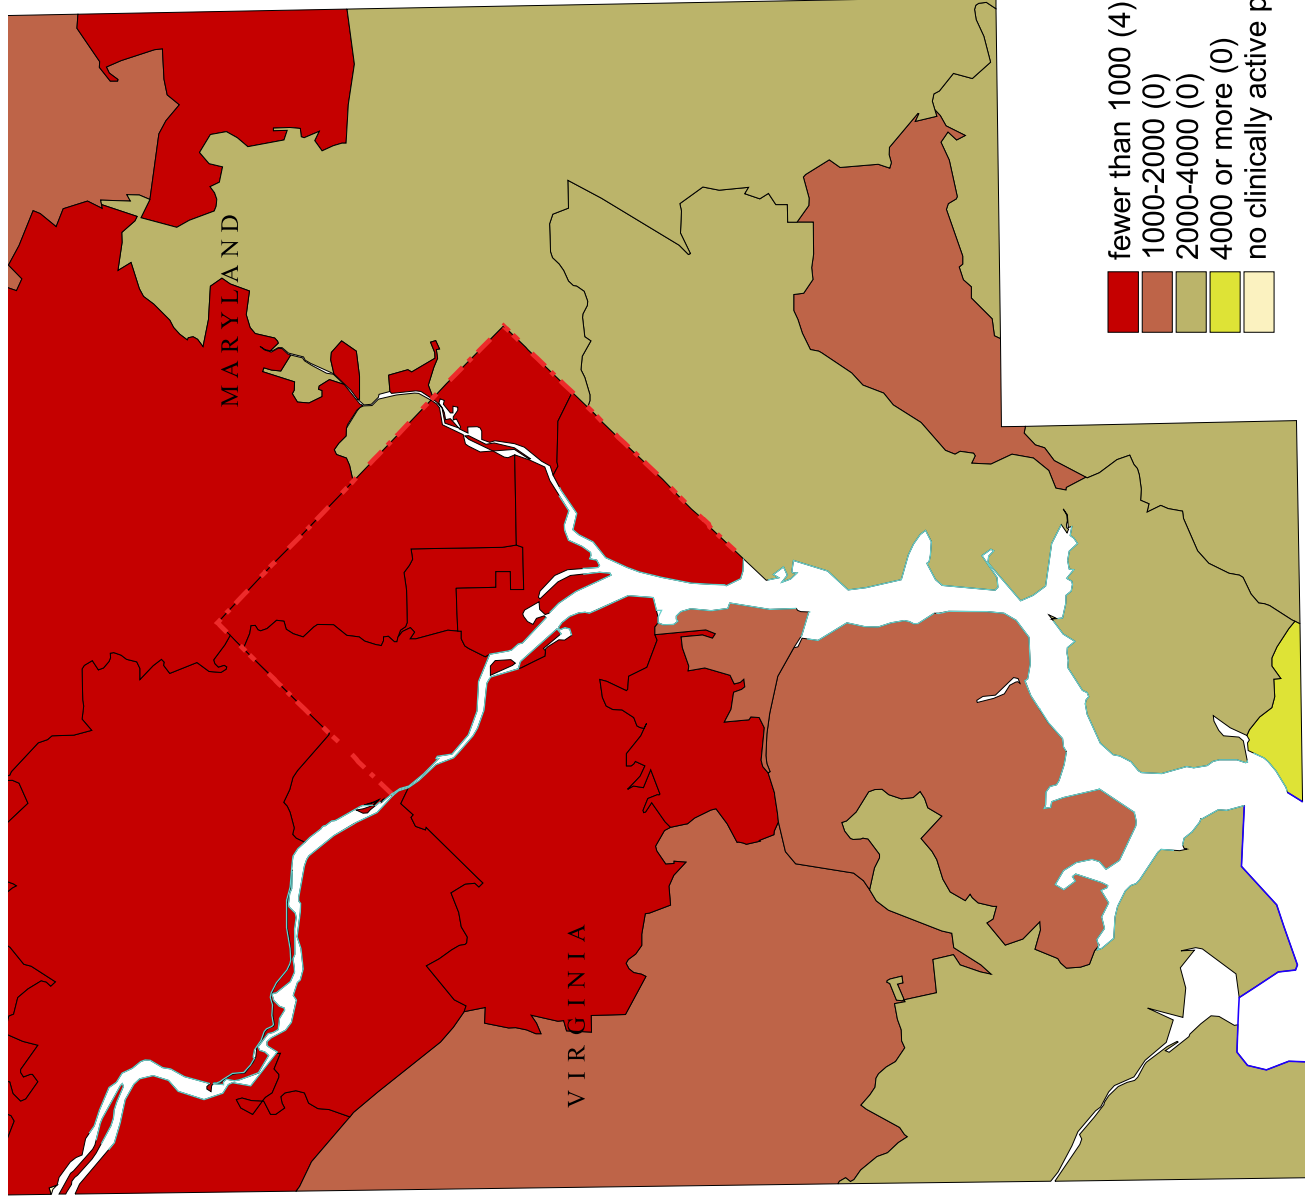 MARYLAND
VIRGINIA
fewer than 1000 (4)
1000-2000 (0)
2000-4000 (0)
4000 or more (0)
no clinically active p